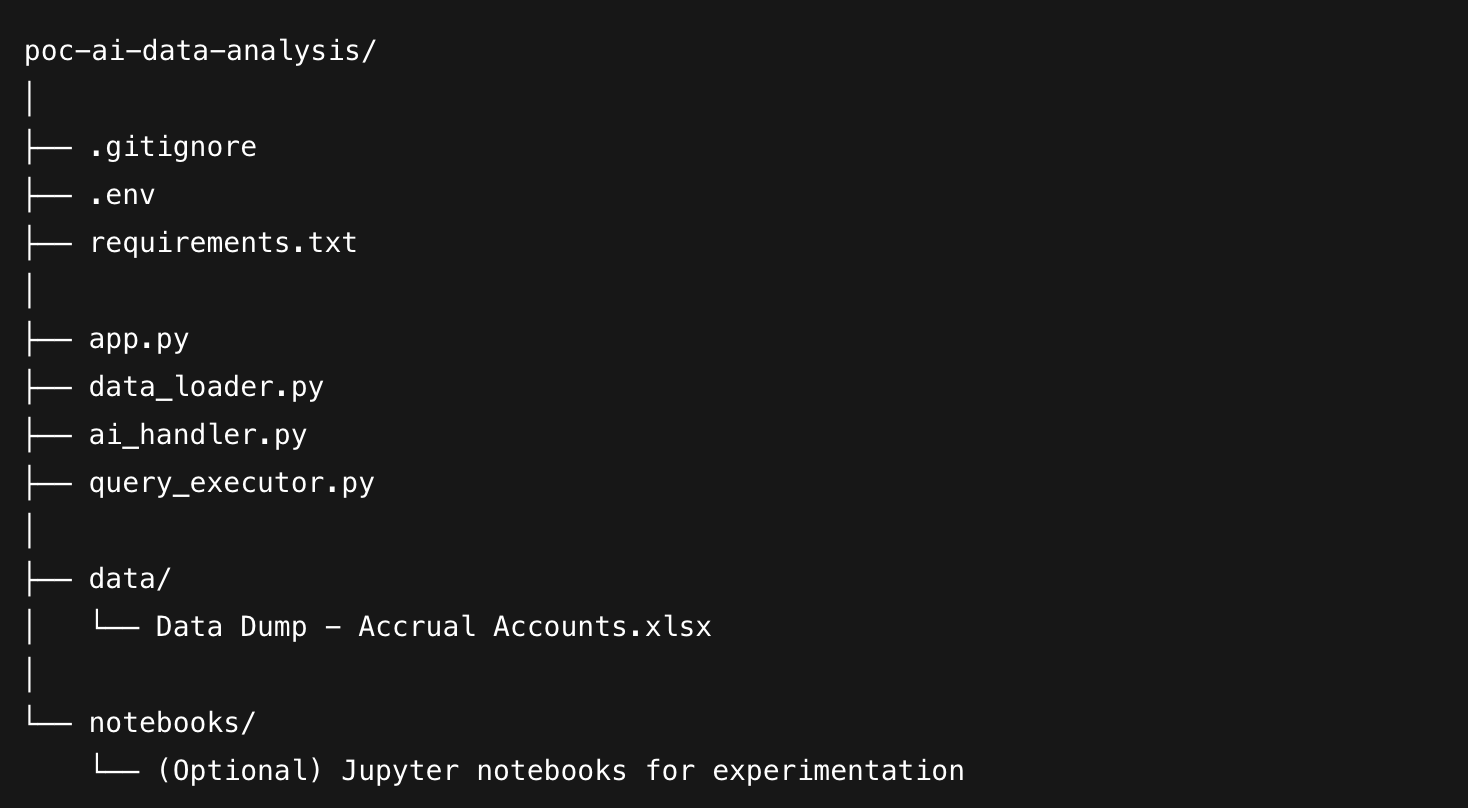 poc-ai-data-analysis/
│
├── .gitignore
├── .env
├── requirements.txt
│
├── app.py
├── data_loader.py
├── ai_handler.py
├── query_executor.py
│
├── data/
│   └── Data Dump - Accrual Accounts.xlsx
│
└── notebooks/
    └── (Optional) Jupyter notebooks for experimentation